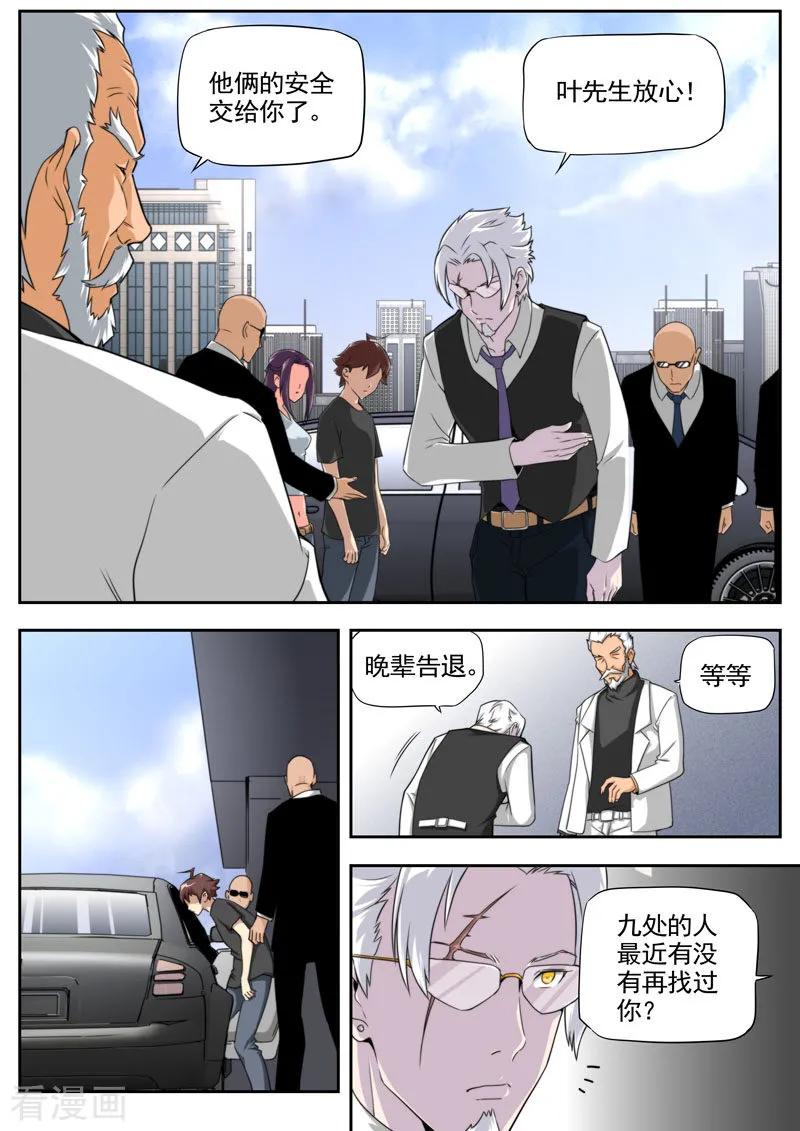 他俩的安全
交给你了。
叶先生放心！
晚辈告退。
等等
九处的人
最近有没
有再找过
你？
看漫画